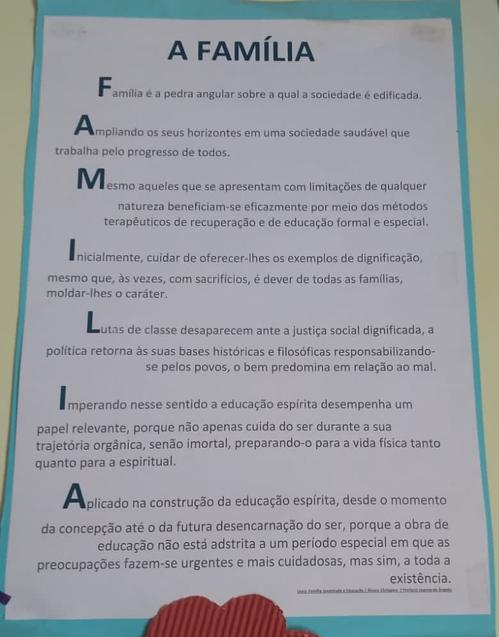 A FAMÍLIA
Família é a pedra angular sobre a qual a sociedade é edificada.
Ampliando os seus horizontes em uma sociedade saudável que
trabalha pelo progresso de todos.
Mesmo aqueles que se apresentam com limitações de qualquer
natureza beneficiam-se eficazmente por meio dos métodos
terapêuticos de recuperação e de educação formal e especial.
Inicialmente, cuidar de oferecer-lhes os exemplos de dignificação,
mesmo que, às vezes, com sacrifícios, é dever de todas as famílias,
moldar-lhes o caráter.
Lutas de classe desaparecem ante a justiça social dignificada, a
política retorna às suas bases históricas e filosóficas responsabilizando-
se pelos povos, o bem predomina em relação ao mal.
Imperando nesse sentido a educação espírita desempenha um
papel relevante, porque não apenas cuida do ser durante a sua
trajetória orgânica, senão imortal, preparando-o para a vida física tanto
quanto para a espiritual.
Aplicado na construção da educação espírita, desde o momento
da concepção até o da futura desencarnação do ser, porque a obra de
educação não está adstrita a um período especial em que as
preocupações fazem-se urgentes e mais cuidadosas, mas sim, a toda a
existência.